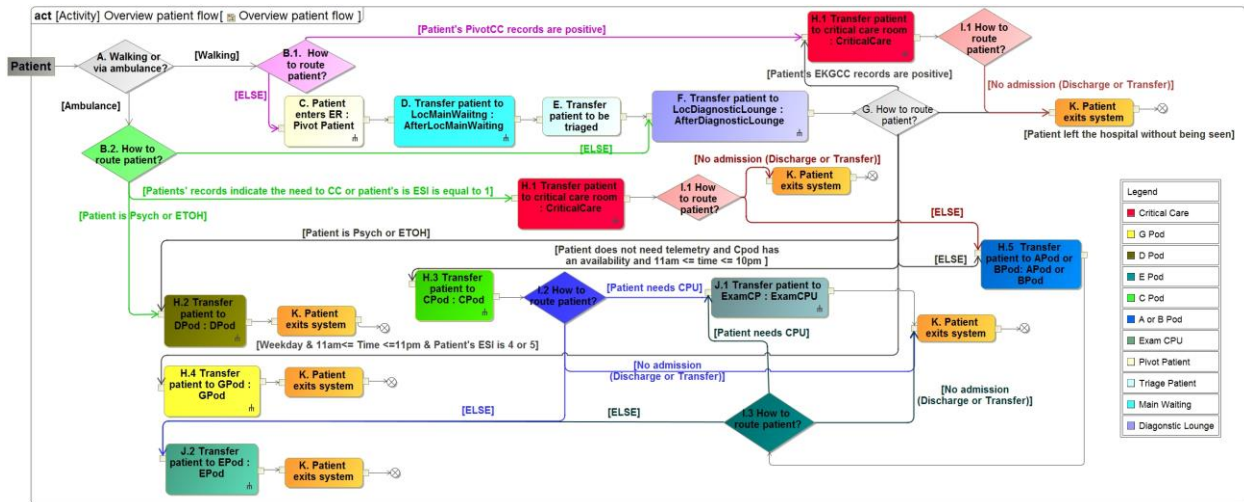 act [Activity] Overview patient flow[ Overview patient flow ]
Patient
A. Walking or
via ambulance?
[Walking]
[Ambulance]
B.1. How
to route
patient?
[Patient's PivotCC records are positive]
[ELSE]
H.1 Transfer patient
to critical care room
: CriticalCare
I.1 How to
route
patient?
[Patient's EKGCC records are positive]
[No admission (Discharge or Transfer)]
C. Patient
enters ER :
Pivot Patient
D. Transfer patient to
LocMainWaiitng :
AfterLocMainWaiting
E. Transfer
patient to be
triaged
F. Transfer patient to
LocDiagnosticLounge :
AfterDiagnosticLounge
G. How to route
patient?
K. Patient
exits system
[Patient left the hospital without being seen]
B.2. How to
route patient?
[ELSE]
[Patients' records indicate the need to CC or patient's is ESI is equal to 1]
[Patient is Psych or ETOH]
H.1 Transfer patient
to critical care room
: CriticalCare
I.1 How to
route
patient?
[No admission (Discharge or Transfer)]
K. Patient
exits system
[ELSE]
[Patient is Psych or ETOH]
[Patient does not need telemetry and Cpod has
an availability and 11am <= time <= 10pm ]
[ELSE]
H.5 Transfer
patient to APod or
BPod: APod or
BPod
H.3 Transfer
patient to
CPod : CPod
I.2 How to
route patient?
[Patient needs CPU]
J.1 Transfer patient to
ExamCP : ExamCPU
H.2 Transfer
patient to
DPod : DPod
K. Patient
exits system
[Patient needs CPU]
K. Patient
exits system
[Weekday & 11am<= Time <=11pm & Patient's ESI is 4 or 5]
[No admission
(Discharge or Transfer)]
H.4 Transfer
patient to GPod :
GPod
K. Patient
exits system
[No admission
(Discharge or Transfer)]
[ELSE]
[ELSE]
I.3 How to
route patient?
J.2 Transfer
patient to EPod :
EPod
K. Patient
exits system
Legend
Critical Care
G Pod
D Pod
E Pod
C Pod
A or B Pod
Exam CPU
Pivot Patient
Triage Patient
Main Waiting
Diagonstic Lounge